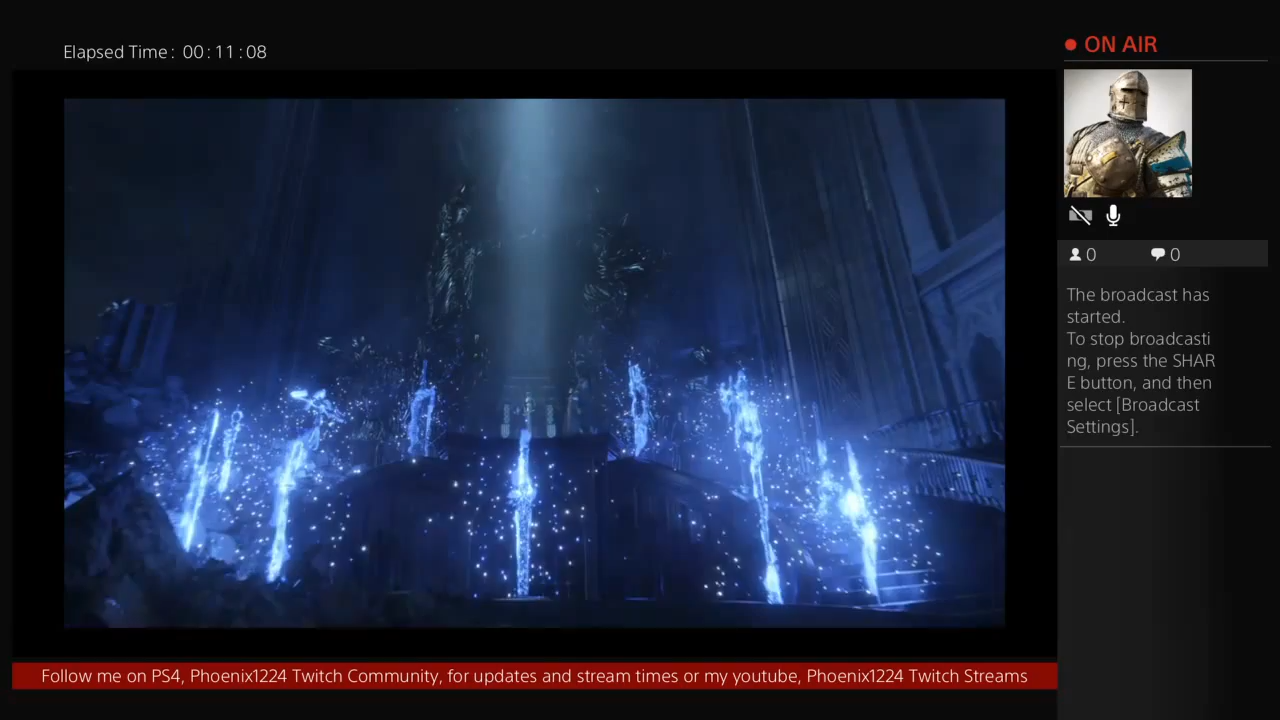 Elapsed Time: 00:11:08
ON AIR
0 0
The broadcast has
started.
To stop broadcasti
ng, press the SHAR
E button, and then
select [Broadcast
Settings].
Follow me on PS4, Phoenix1224 Twitch Community, for updates and stream times or my youtube, Phoenix1224 Twitch Streams